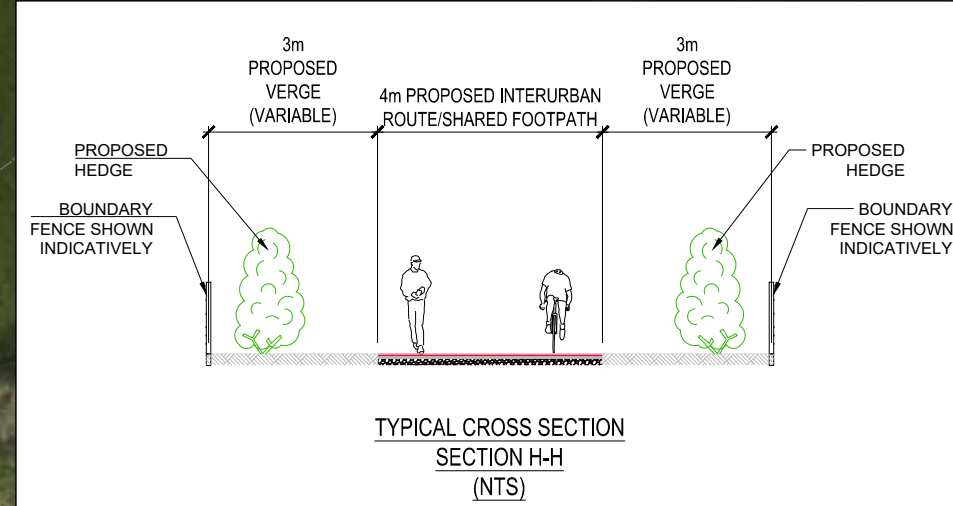 3m
PROPOSED
VERGE
(VARIABLE)
4m PROPOSED INTERURBAN
ROUTE/SHARED FOOTPATH
3m
PROPOSED
VERGE
(VARIABLE)
PROPOSED
HEDGE
BOUNDARY
FENCE SHOWN
INDICATIVELY
PROPOSED
HEDGE
BOUNDARY
FENCE SHOWN
INDICATIVELY
TYPICAL CROSS SECTION
SECTION H-H
(NTS)